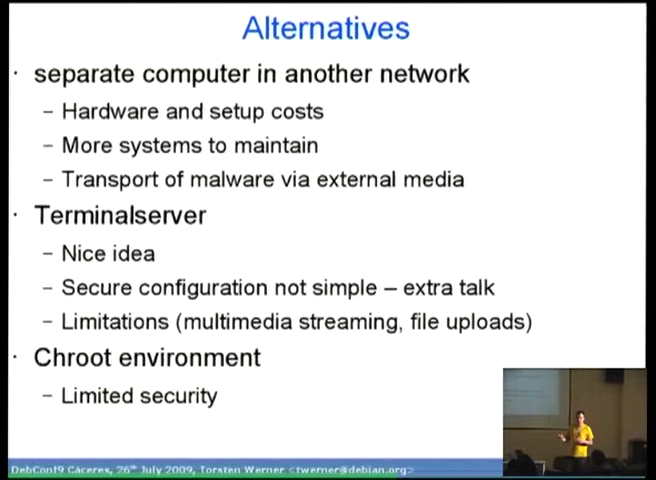 Alternatives
· separate computer in another network
– Hardware and setup costs
– More systems to maintain
– Transport of malware via external media
· Terminalserver
– Nice idea
– Secure configuration not simple – extra talk
– Limitations (multimedia streaming, file uploads)
· Chroot environment
– Limited security
DebConf9 Cáceres, 26th July 2009, Torsten Werner <twerner@debian.org>